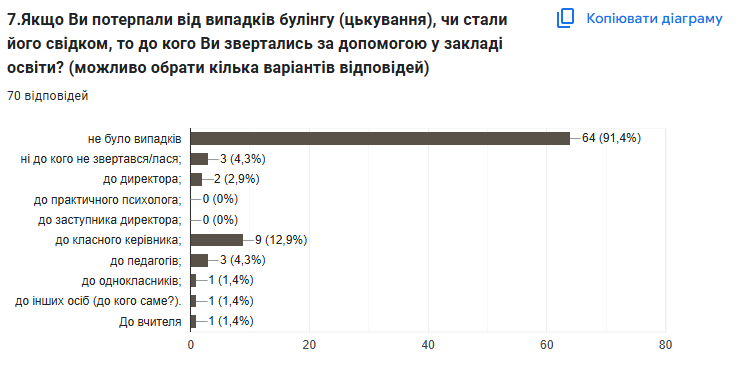 7.Якщо Ви потерпали від випадків булінгу (цькування), чи стали
його свідком, то до кого Ви звертались за допомогою у закладі
освіти? (можливо обрати кілька варіантів відповідей)
Копіювати діаграму
70 відповідей
не було випадків 64 (91,4%)
ні до кого не звертався/лася; 3 (4,3%)
до директора; 2 (2,9%)
до практичного психолога; 0 (0%)
до заступника директора; 0 (0%)
до класного керівника; 9 (12,9%)
до педагогів; 3 (4,3%)
до однокласників; 1 (1,4%)
до інших осіб (до кого саме?). 1 (1,4%)
До вчителя 1 (1,4%)
0 20 40 60 80